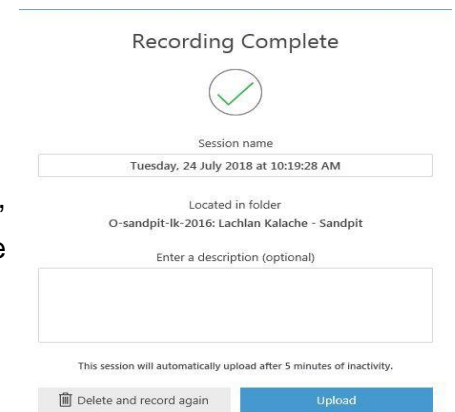 Recording Complete
Session name
Tuesday, 24 July 2018 at 10:19:28 AM
,
e
Located in folder
O-sandpit-lk-2016: Lachlan Kalache - Sandpit
Enter a description (optional)
This session will automatically upload after 5 minutes of inactivity.
Delete and record again
Upload